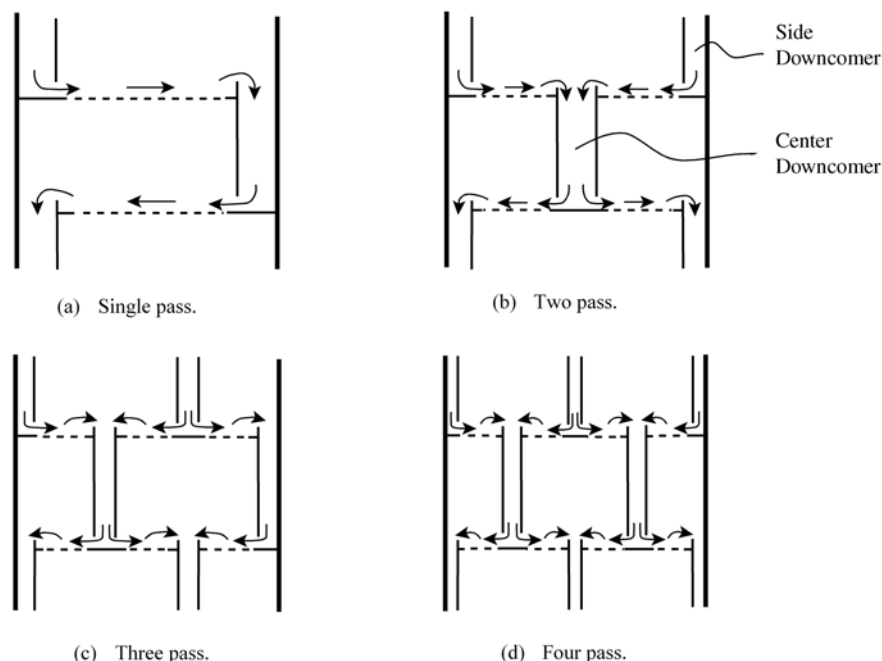 Side
Downcomer
Center
Downcomer
(a) Single pass.
(b) Two pass.
(c) Three pass.
(d) Four pass.